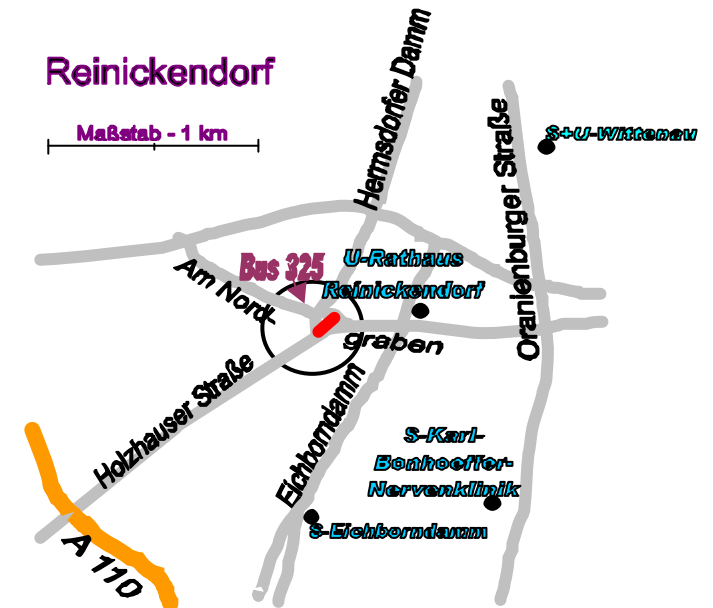 Reinickendorf
Maßstab - 1 km
Hermsdorfer Damm
Oranienburger Straße
S+U-Wittenau
Bus 325
U-Rathaus
Reinickendorf
Am Nord-
graben
Holzhauser Straße
Eichborndamm
S-Karl-
Bonhoeffer-
Nervenklinik
S-Eichborndamm
A 110